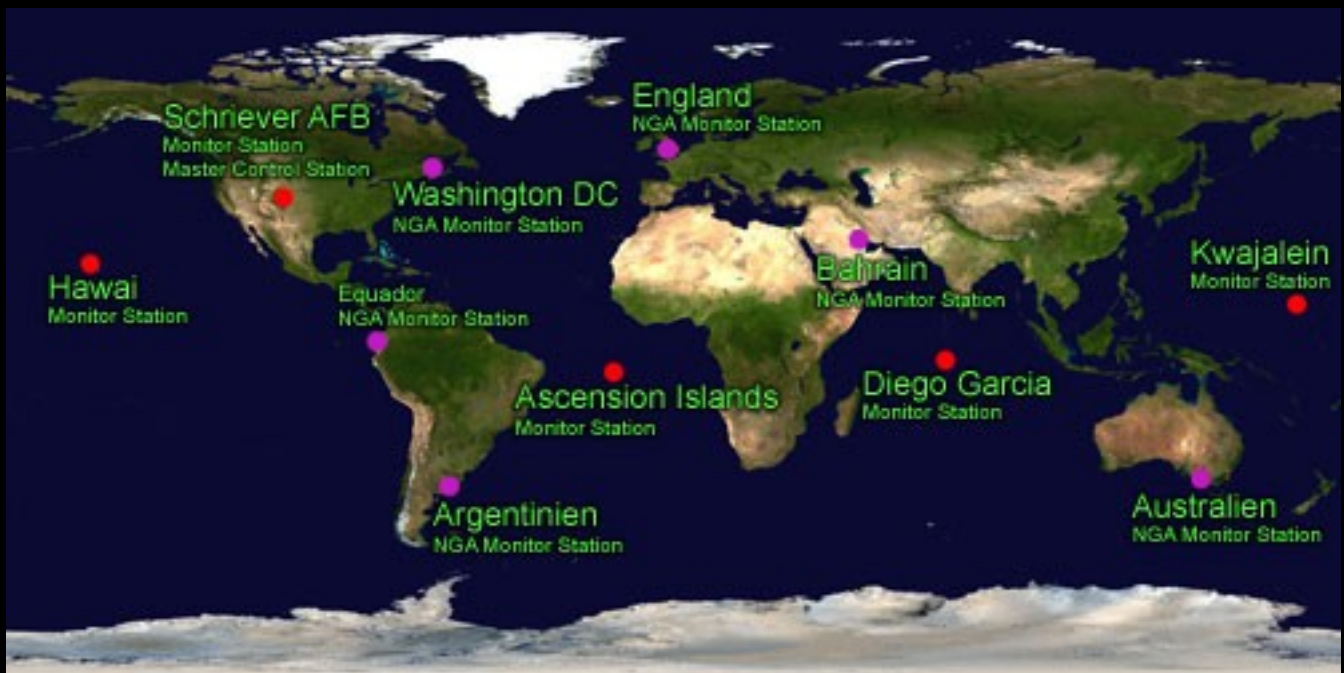 England
NGA Monitor Station
Schriever AFB
Monitor Station
Master Control Station
Washington DC
NGA Monitor Station
Kwajalein
Monitor Station
Bahrain
NGA Monitor Station
Hawai
Monitor Station
Equador
NGA Monitor Station
Ascension Islands
Monitor Station
Diego Garcia
Monitor Station
Argentinien
NGA Monitor Station
Australien
NGA Monitor Station